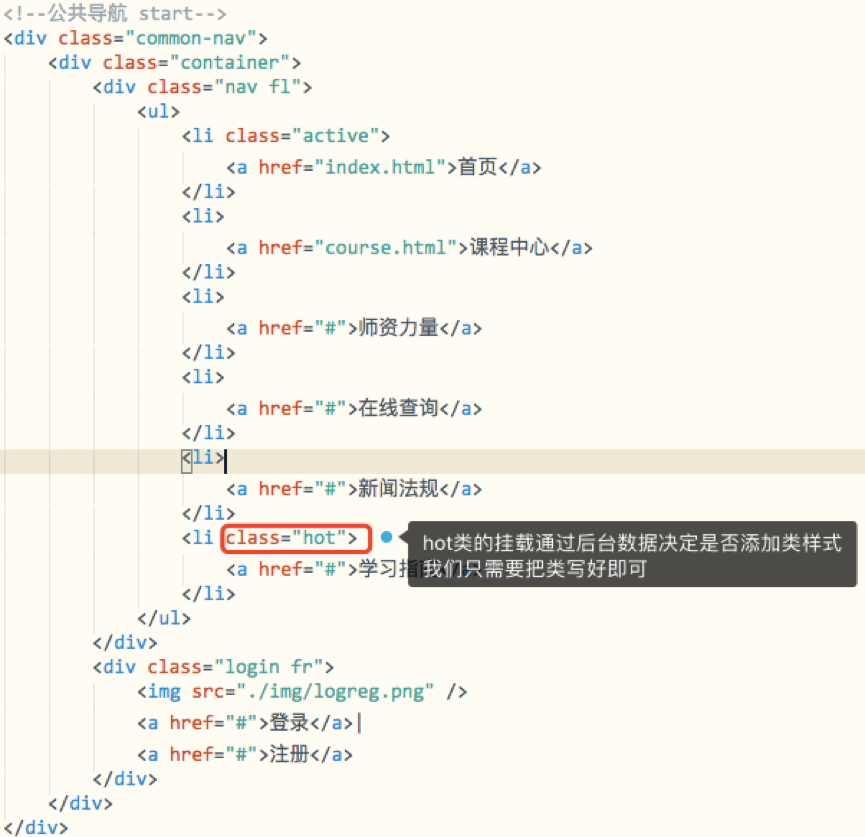 <!--公共导航 start-->
<div class="common-nav">
<div class="container">
<div class="nav fl">
<ul>
<li class="active">
<a href="index.html">首页</a>
</li>
<li>
<a href="course.html">课程中心</a>
</li>
<li>
<a href="#">师资力量</a>
</li>
<li>
<a href="#">在线查询</a>
</li>
<li>
<a href="#">新闻法规</a>
</li>
<li class="hot">
hot类的挂载通过后台数据决定是否添加类样式
我们只需要把类写好即可
<a href="#">学习指
</li>
</ul>
</div>
<div class="login fr">
<img src="./img/logreg.png" />
<a href="#">登录</a>|
<a href="#">注册</a>
</div>
</div>
</div>